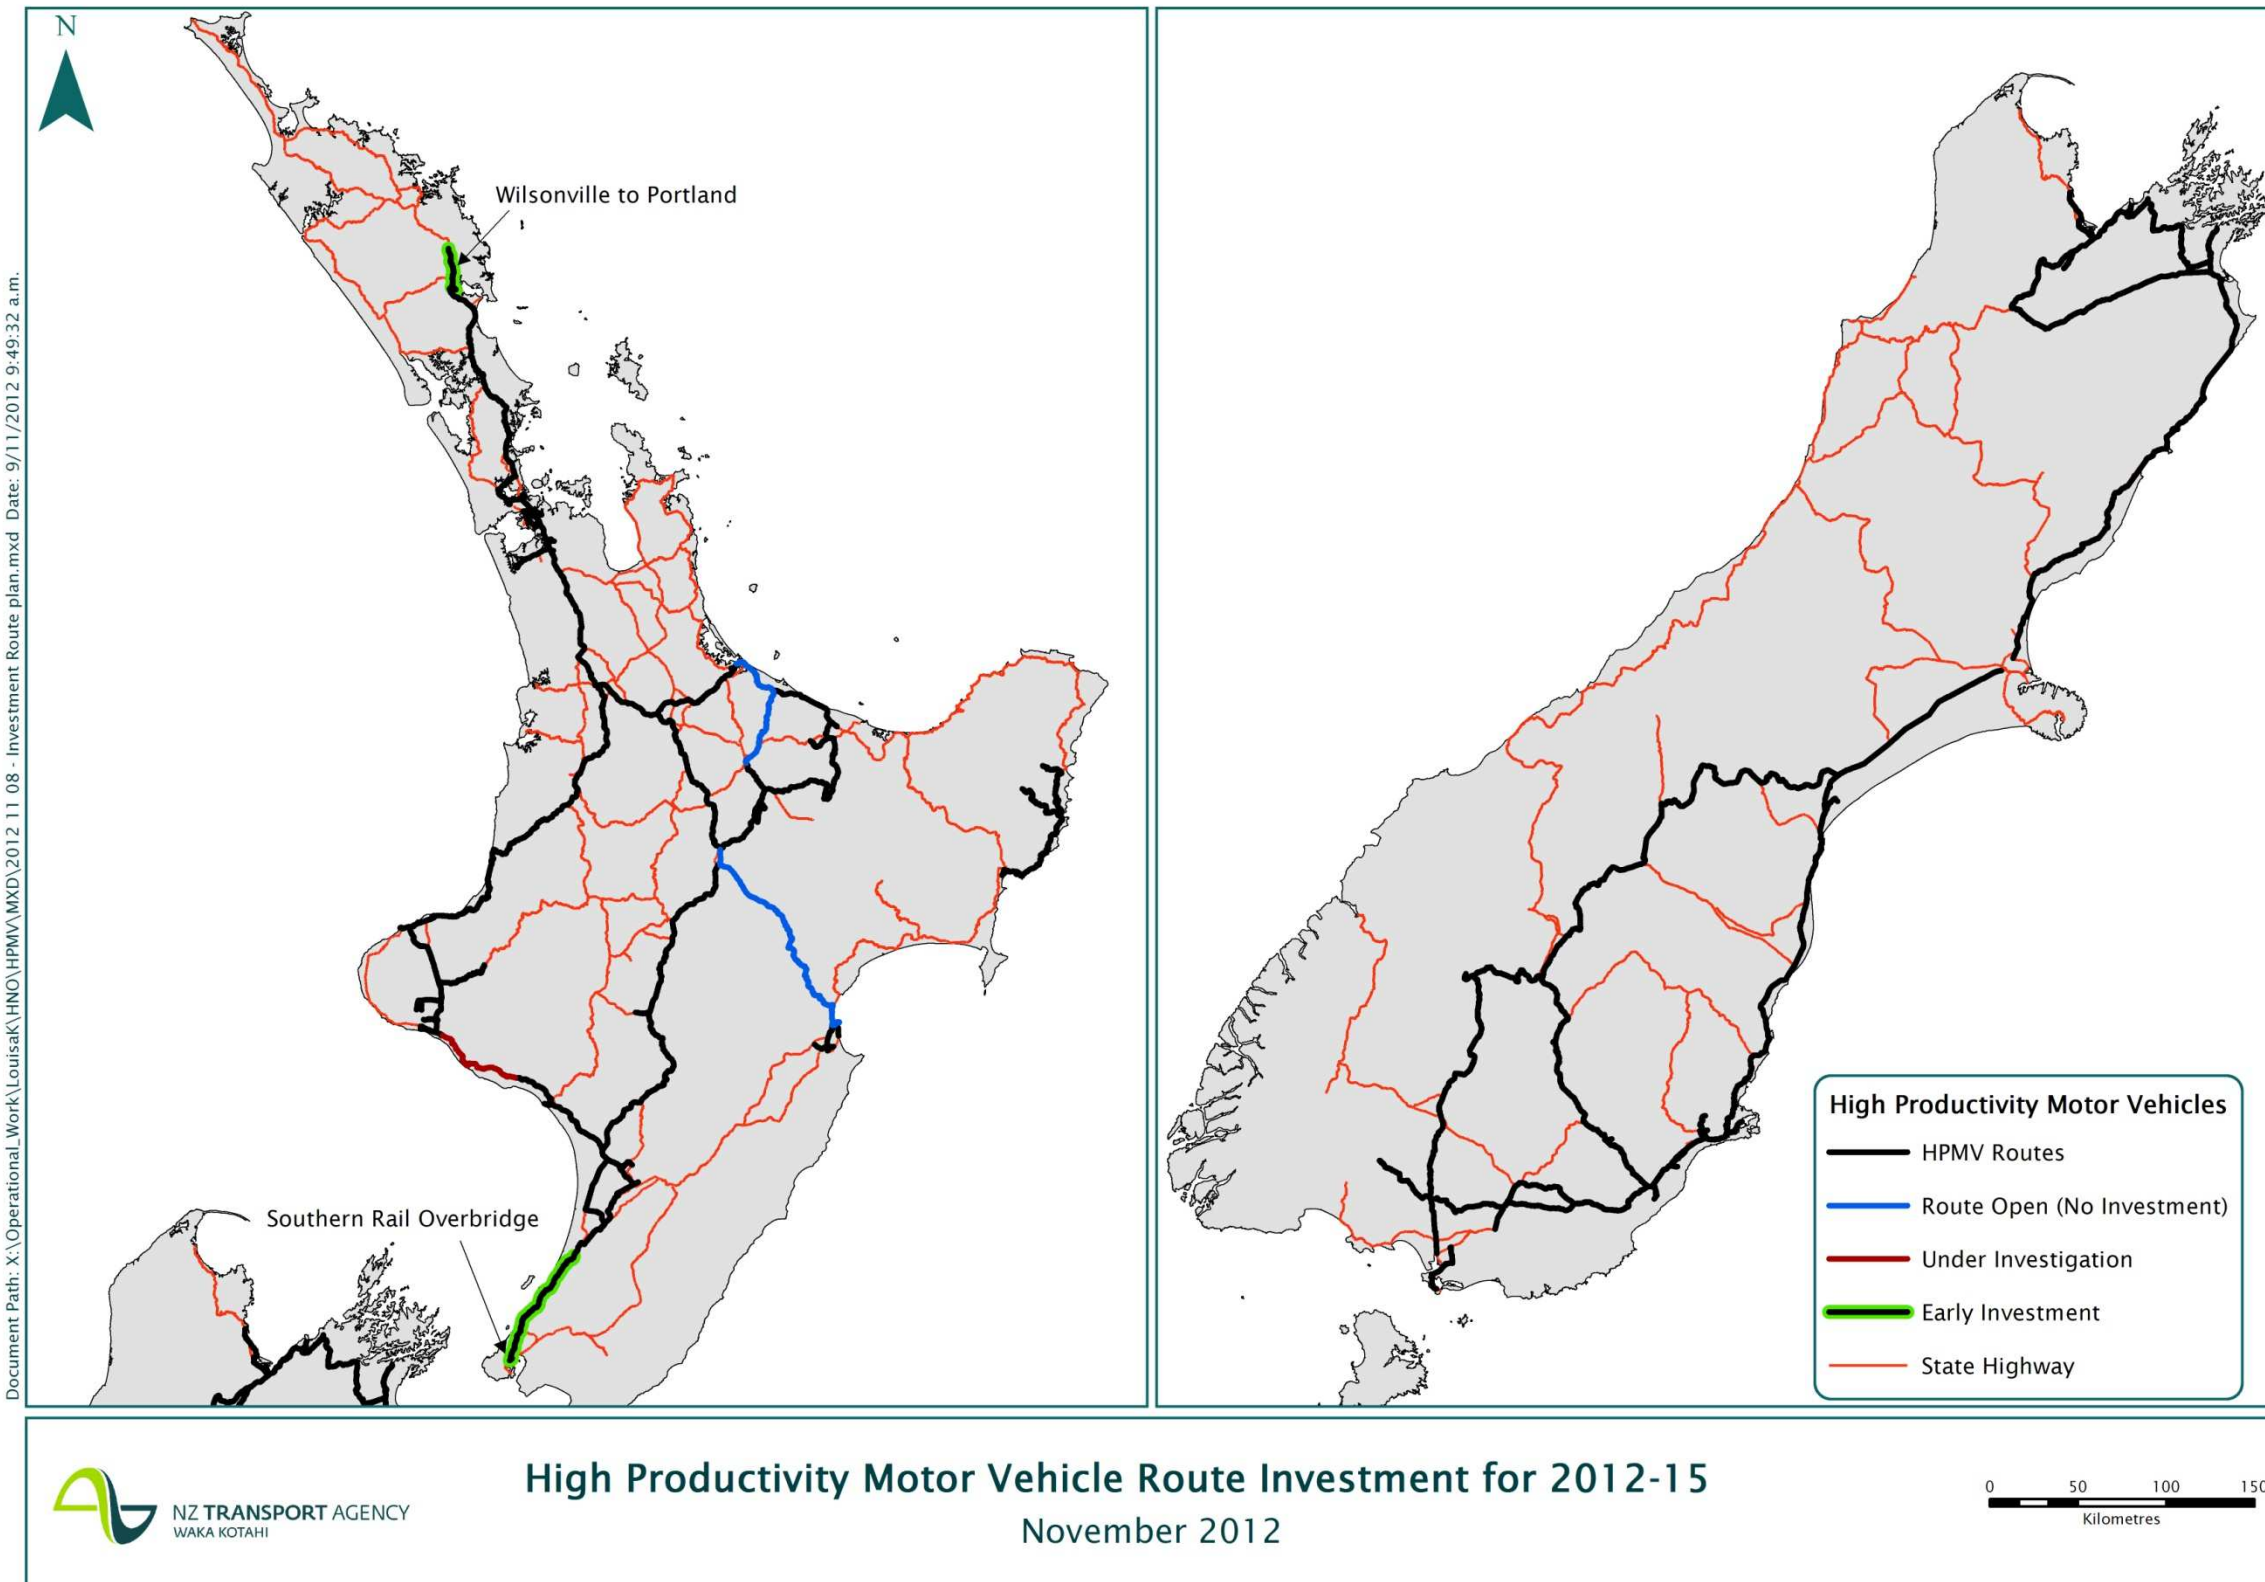 N
Wilsonville to Portland
Southern Rail Overbridge
Document Path: X:\Operational_Work\LouisaK\HNO\HPMV\MXD\2012 11 08 - Investment Route plan.mxd Date: 9/11/2012 9:49:32 a.m.
High Productivity Motor Vehicles
HPMV Routes
Route Open (No Investment)
Under Investigation
Early Investment
State Highway
NZ TRANSPORT AGENCY
WAKA KOTAHI
High Productivity Motor Vehicle Route Investment for 2012-15
November 2012
0 50 100 150
Kilometres